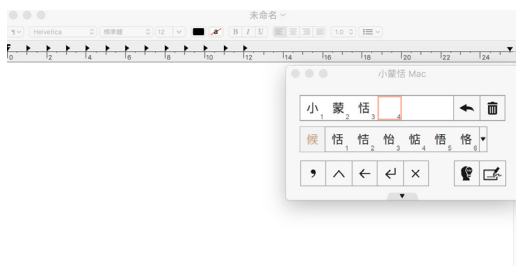 未命名
¶ Helvetica 標準體 12 a B I U 1.0
0 2 4 6 8 10 12 14 16 18 20 22 24
小蒙恬 Mac
小 1 蒙 2 恬 3 4
候 恬 1 恄 2 怡 3 惦 4 悟 5 恪 6